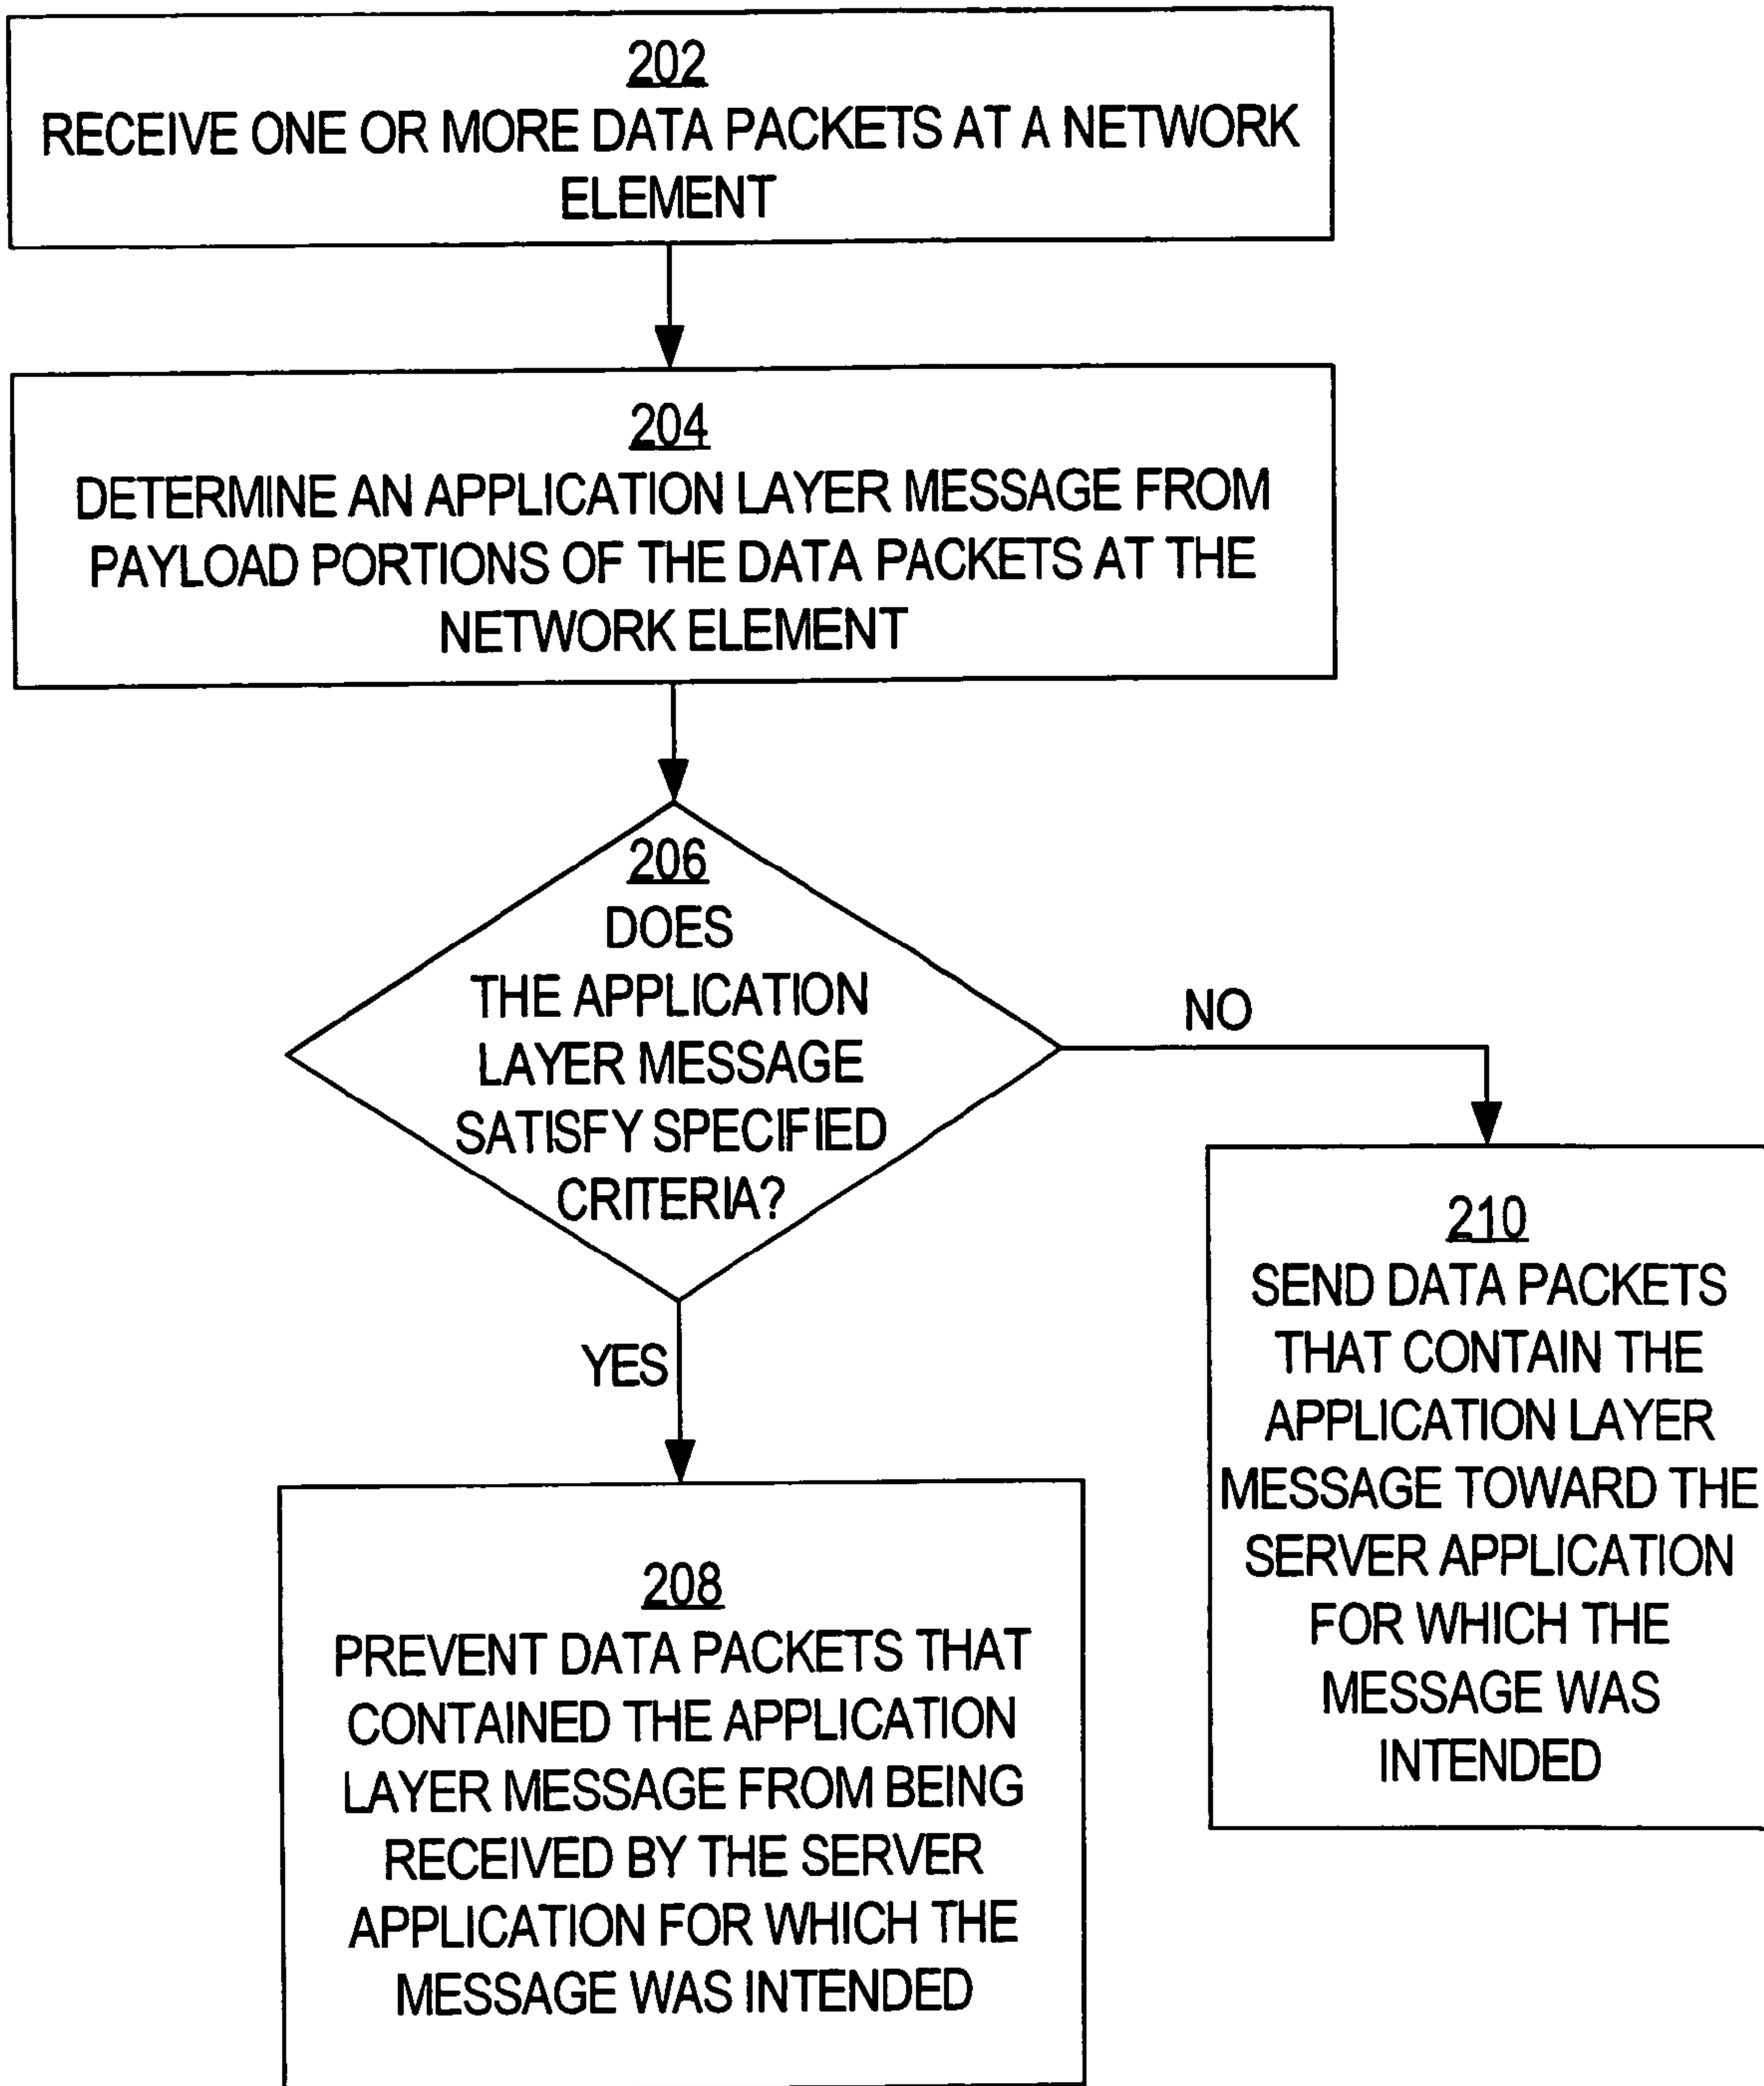 202
RECEIVE ONE OR MORE DATA PACKETS AT A NETWORK
ELEMENT
204
DETERMINE AN APPLICATION LAYER MESSAGE FROM
PAYLOAD PORTIONS OF THE DATA PACKETS AT THE
NETWORK ELEMENT
206
DOES
THE APPLICATION
LAYER MESSAGE
SATISFY SPECIFIED
CRITERIA?
NO
YES
210
SEND DATA PACKETS
THAT CONTAIN THE
APPLICATION LAYER
MESSAGE TOWARD THE
SERVER APPLICATION
FOR WHICH THE
MESSAGE WAS
INTENDED
208
PREVENT DATA PACKETS THAT
CONTAINED THE APPLICATION
LAYER MESSAGE FROM BEING
RECEIVED BY THE SERVER
APPLICATION FOR WHICH THE
MESSAGE WAS INTENDED